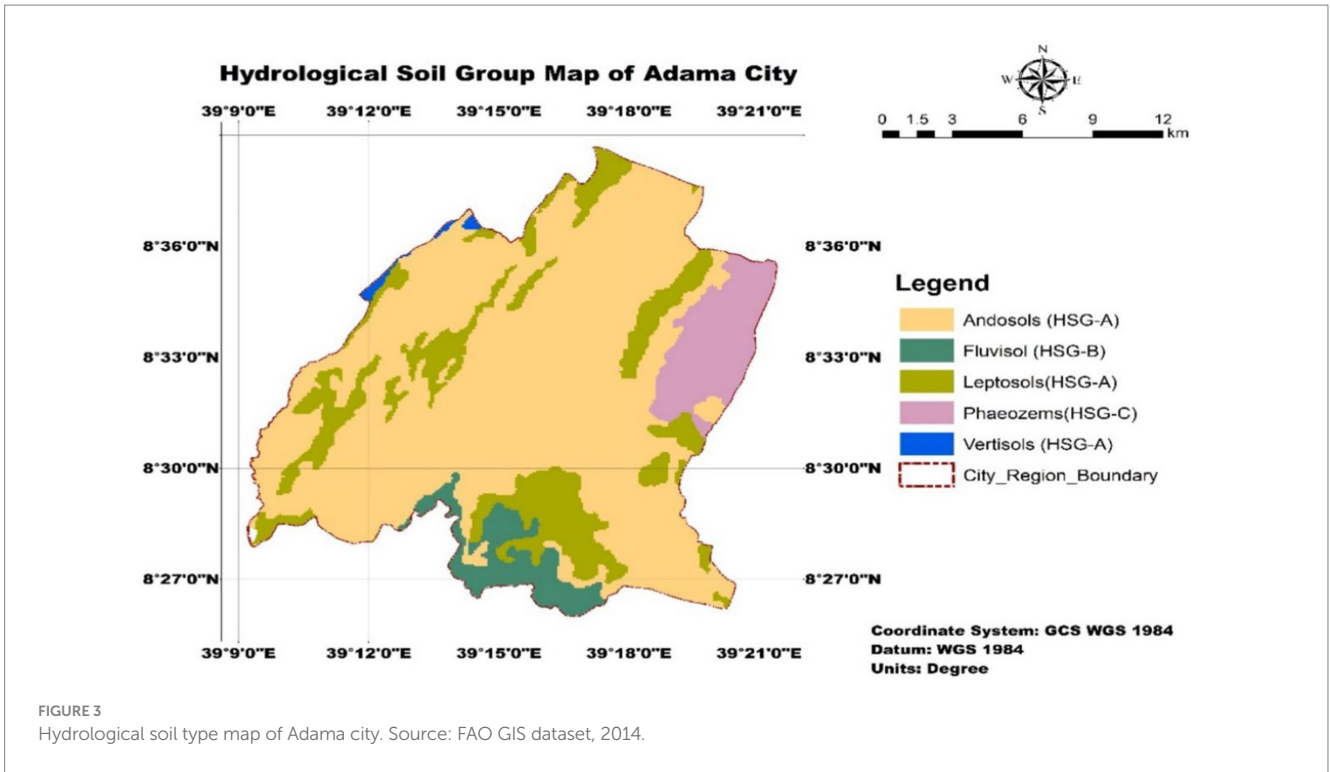 Hydrological Soil Group Map of Adama City
N
W E
S
0 1.5 3 6 9 12
km
39°9'0"E 39°12'0"E 39°15'0"E 39°18'0"E 39°21'0"E
8°36'0"N 8°36'0"N
8°33'0"N 8°33'0"N
8°30'0"N 8°30'0"N
8°27'0"N 8°27'0"N
39°9'0"E 39°12'0"E 39°15'0"E 39°18'0"E 39°21'0"E
Legend
Andosols (HSG-A)
Fluvisol (HSG-B)
Leptosols(HSG-A)
Phaeozems(HSG-C)
Vertisols (HSG-A)
City_Region_Boundary
Coordinate System: GCS WGS 1984
Datum: WGS 1984
Units: Degree
FIGURE 3
Hydrological soil type map of Adama city. Source: FAO GIS dataset, 2014.